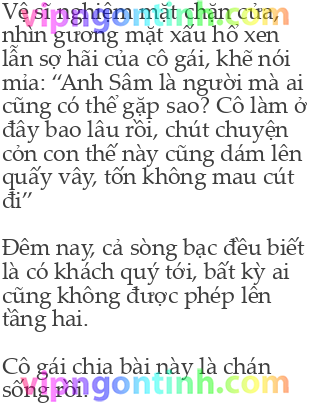 Vệ sĩ nghiêm mặt chặn cửa,
nhìn gương mặt xấu hổ xen
lẫn sợ hãi của cô gái, khẽ nói
mỉa: “Anh Sâm là người mà ai
cũng có thể gặp sao? Cô làm ở
đây bao lâu rồi, chút chuyện
cỏn con thế này cũng dám lên
quấy vây, tốn không mau cút
đi”
Đêm nay, cả sòng bạc đều biết
là có khách quý tới, bất kỳ ai
cũng không được phép lên
tầng hai.
Cô gái chia bài này là chán
sống rồi.
vipngontinh.com
vipngontinh.com
vipngontinh.com